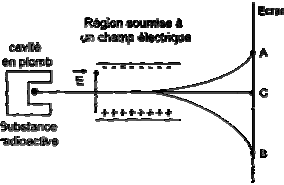 Ecran
Région soumise à
un champ électrique
cavité
en plomb
- - - - - - -
A
E
C
+ + + + + + +
Substance
radioactive
B